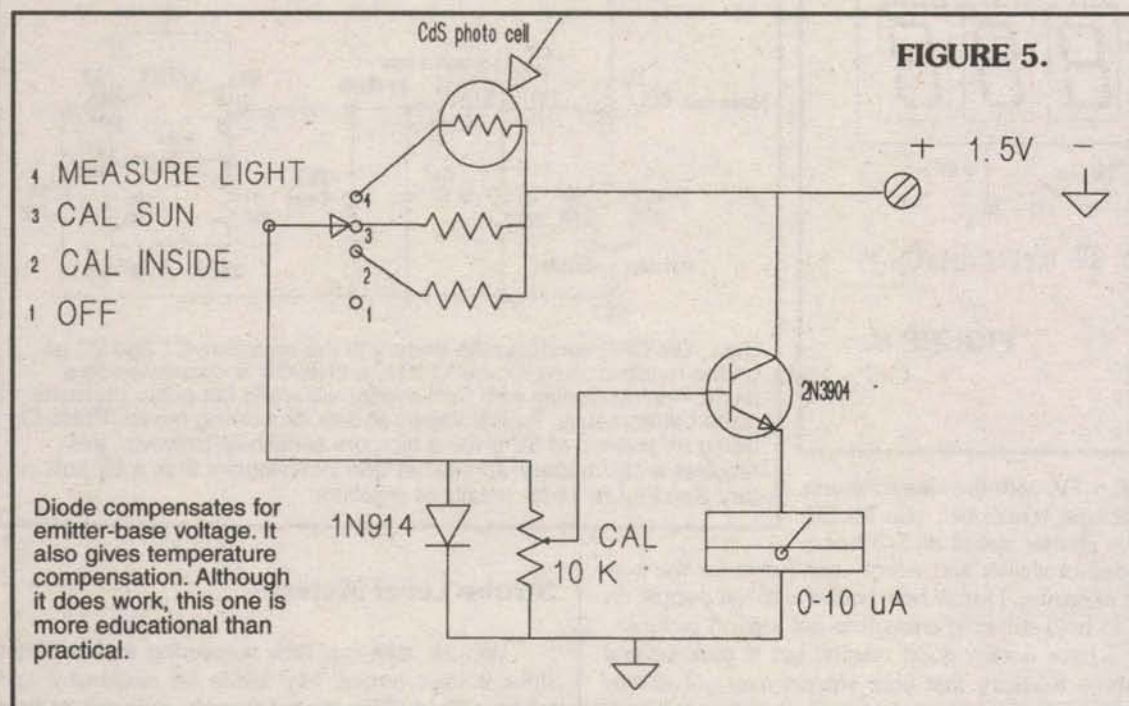 CdS photo cell
FIGURE 5.
+ 1.5V -
4 MEASURE LIGHT
3 CAL SUN
2 CAL INSIDE
1 OFF
4
3
2
1
2N3904
Diode compensates for
emitter-base voltage. It
also gives temperature
compensation. Although
it does work, this one is
more educational than
practical.
1N914
CAL
10 K
0-10 uA